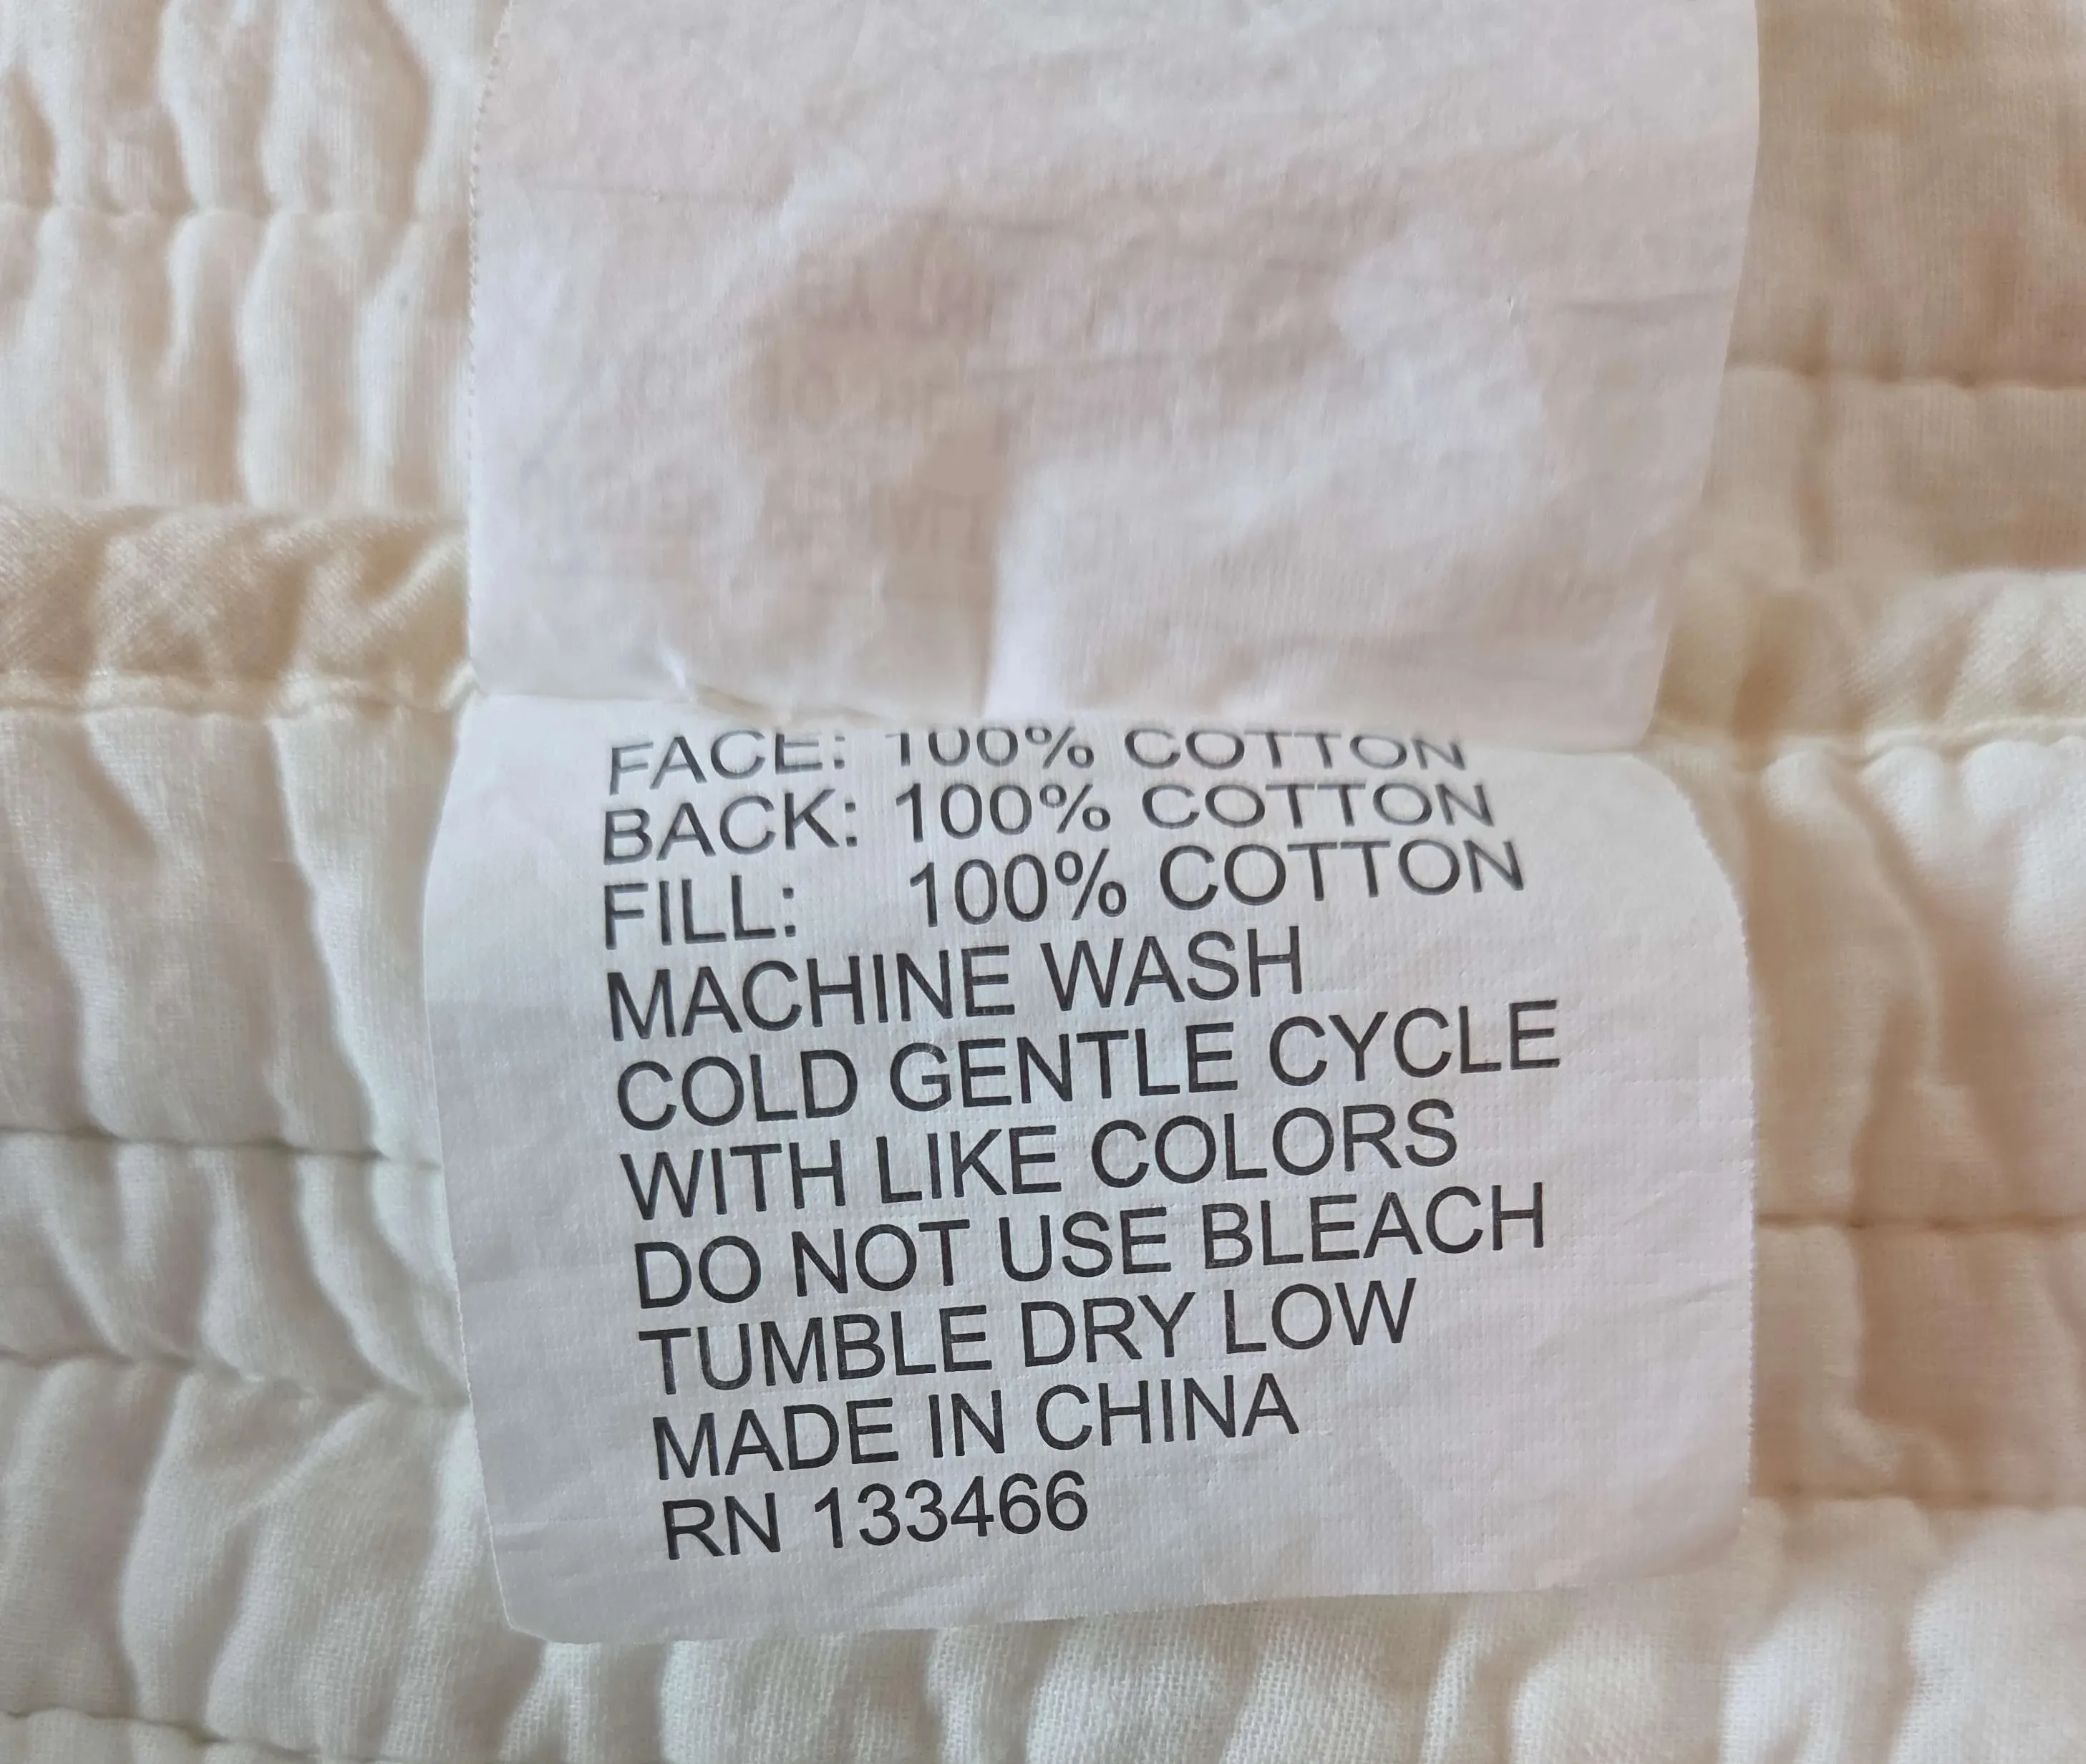 FACE: 100% COTTON
BACK: 100% COTTON
FILL: 100% COTTON
MACHINE WASH
COLD GENTLE CYCLE
WITH LIKE COLORS
DO NOT USE BLEACH
TUMBLE DRY LOW
MADE IN CHINA
RN 133466